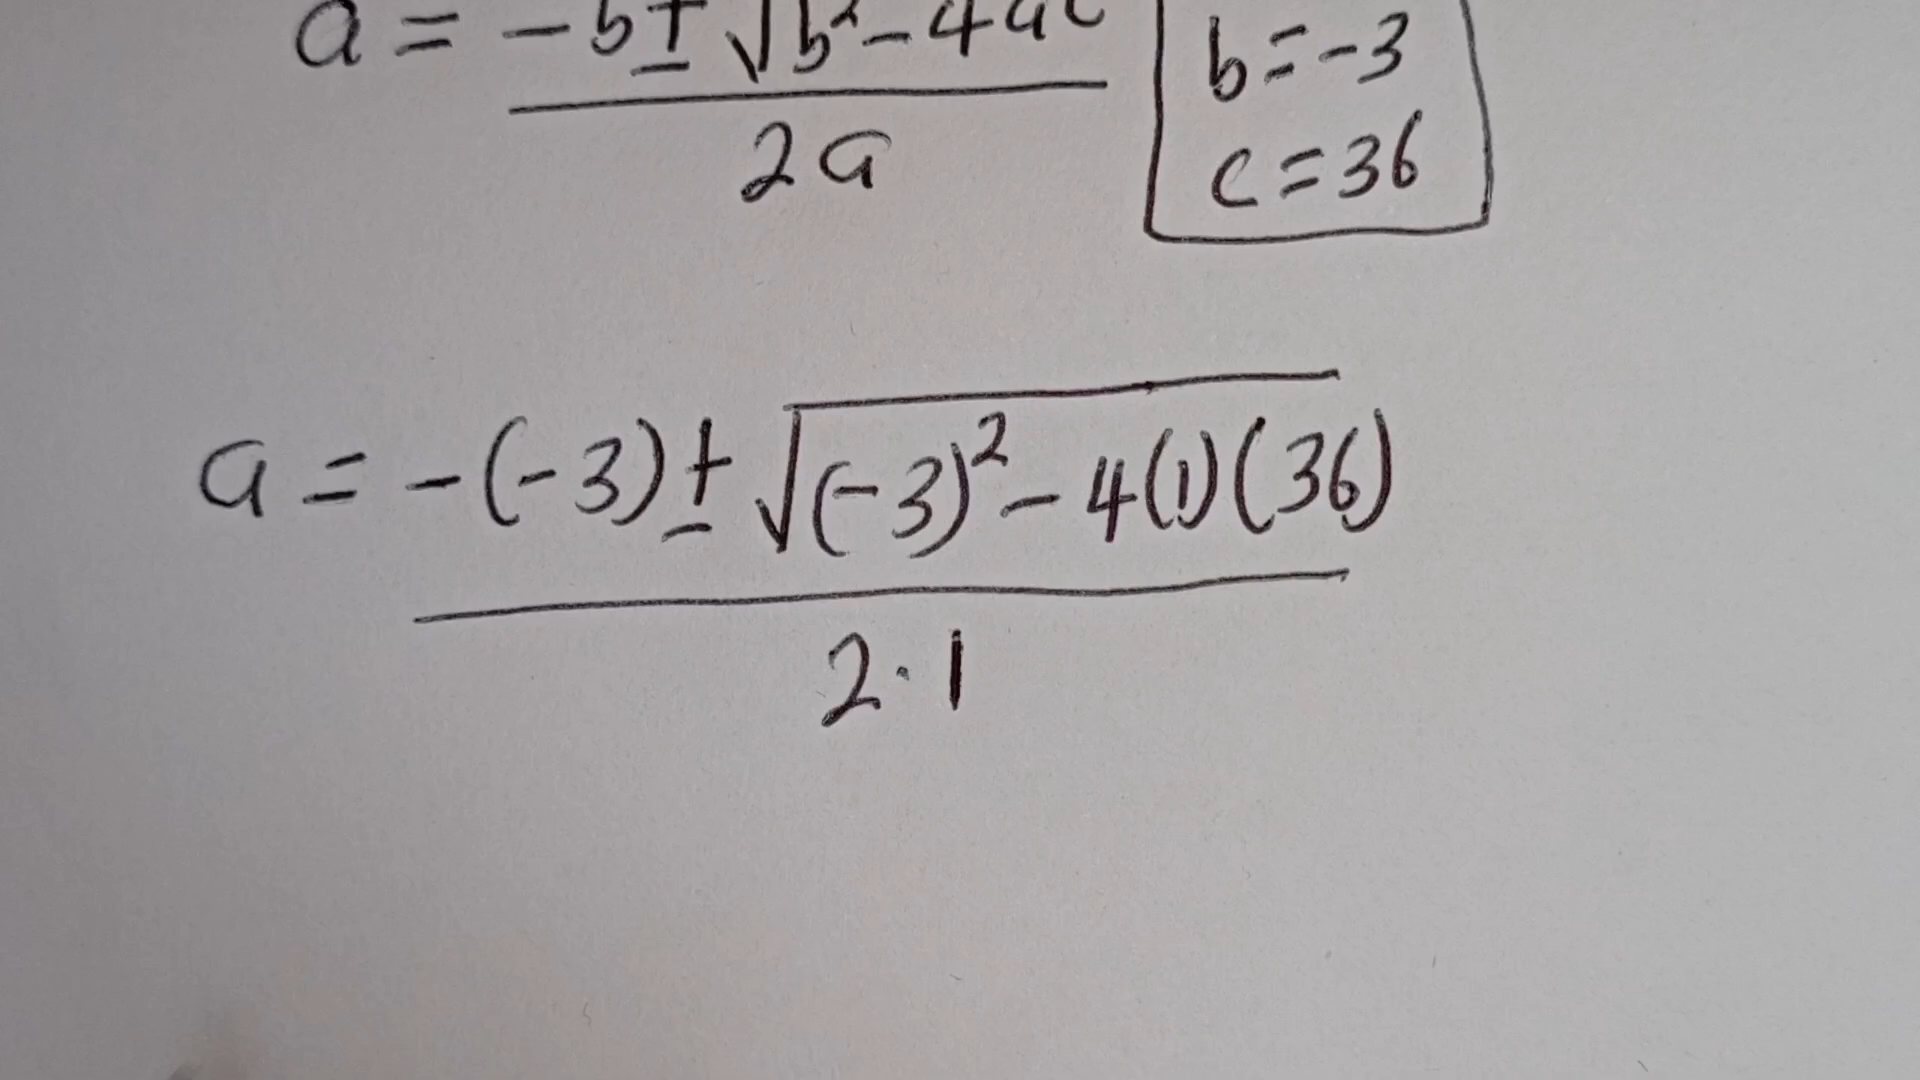 a = -b ± √b² - 4ac
2a
b = -3
c = 36
a = -(-3) ± √(-3)² - 4(1)(36)
2·1